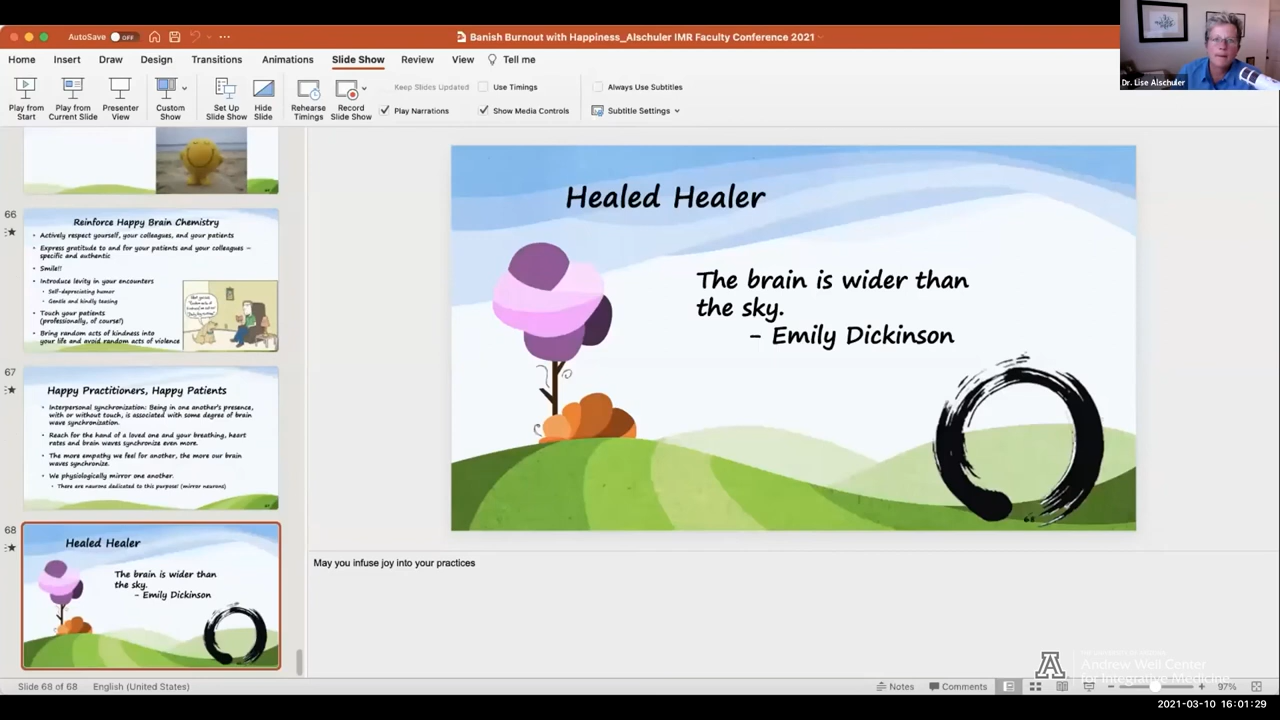 AutoSave OFF
Banish Burnout with Happiness_Alschuler IMR Faculty Conference 2021
Dr. Lise Alschuler
Home Insert Draw Design Transitions Animations Slide Show Review View Tell me
Play from Start
Play from Current Slide
Presenter View
Custom Show
Set Up Slide Show
Hide Slide
Rehearse Timings
Record Slide Show
Keep Slides Updated
Use Timings
Play Narrations
Show Media Controls
Always Use Subtitles
Subtitle Settings
66
Reinforce Happy Brain Chemistry
• Actively respect yourself, your colleagues, and your patients
• Express gratitude to and for your patients and your colleagues –
specific and authentic
• Smile!!
• Introduce levity in your encounters
• Self-depreciating humor
• Gentle and kindly teasing
• Touch your patients
(professionally, of course!)
• Bring random acts of kindness into
your life and avoid random acts of violence
67
Happy Practitioners, Happy Patients
• Interpersonal synchronization: Being in one another's presence,
with or without touch, is associated with some degree of brain
wave synchronization.
• Reach for the hand of a loved one and your breathing, heart
rates and brain waves synchronize even more.
• The more empathy we feel for another, the more our brain
waves synchronize.
• We physiologically mirror one another.
• There are neurons dedicated to this purpose! (mirror neurons)
68
Healed Healer
The brain is wider than
the sky.
- Emily Dickinson
Healed Healer
The brain is wider than
the sky.
- Emily Dickinson
68
May you infuse joy into your practices
THE UNIVERSITY OF ARIZONA
Andrew Weil Center
for Integrative Medicine
Slide 68 of 68 English (United States) Notes Comments 97%
2021-03-10 16:01:29